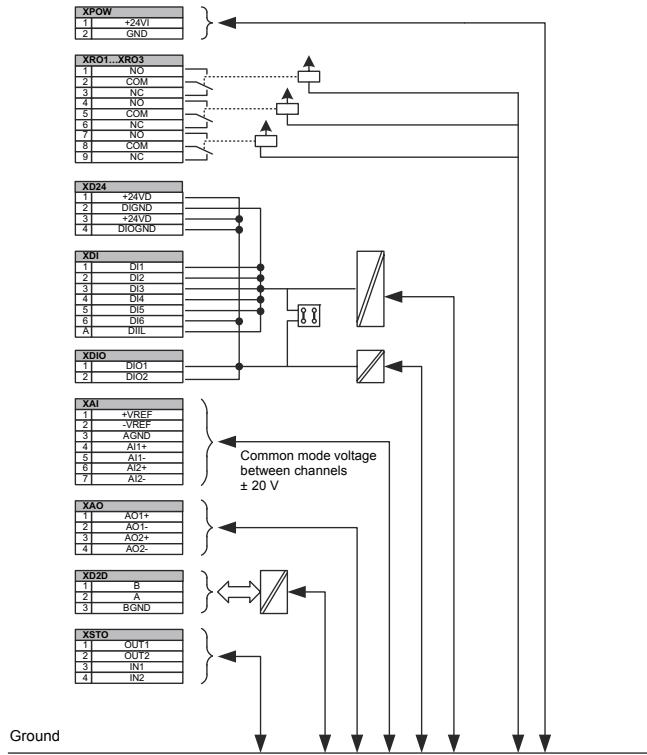 XPOW
1 +24VI
2 GND
XRO1...XRO3
1 NO
2 COM
3 NC
4 NO
5 COM
6 NC
7 NO
8 COM
9 NC
XD24
1 +24VD
2 DIGND
3 +24VD
4 DIOGND
XDI
1 DI1
2 DI2
3 DI3
4 DI4
5 DI5
6 DI6
A DIIL
XDIO
1 DIO1
2 DIO2
XAI
1 +VREF
2 -VREF
3 AGND
4 AI1+
5 AI1-
6 AI2+
7 AI2-
Common mode voltage
between channels
± 20 V
XAO
1 AO1+
2 AO1-
3 AO2+
4 AO2-
XD2D
1 B
2 A
3 BGND
XSTO
1 OUT1
2 OUT2
3 IN1
4 IN2
Ground